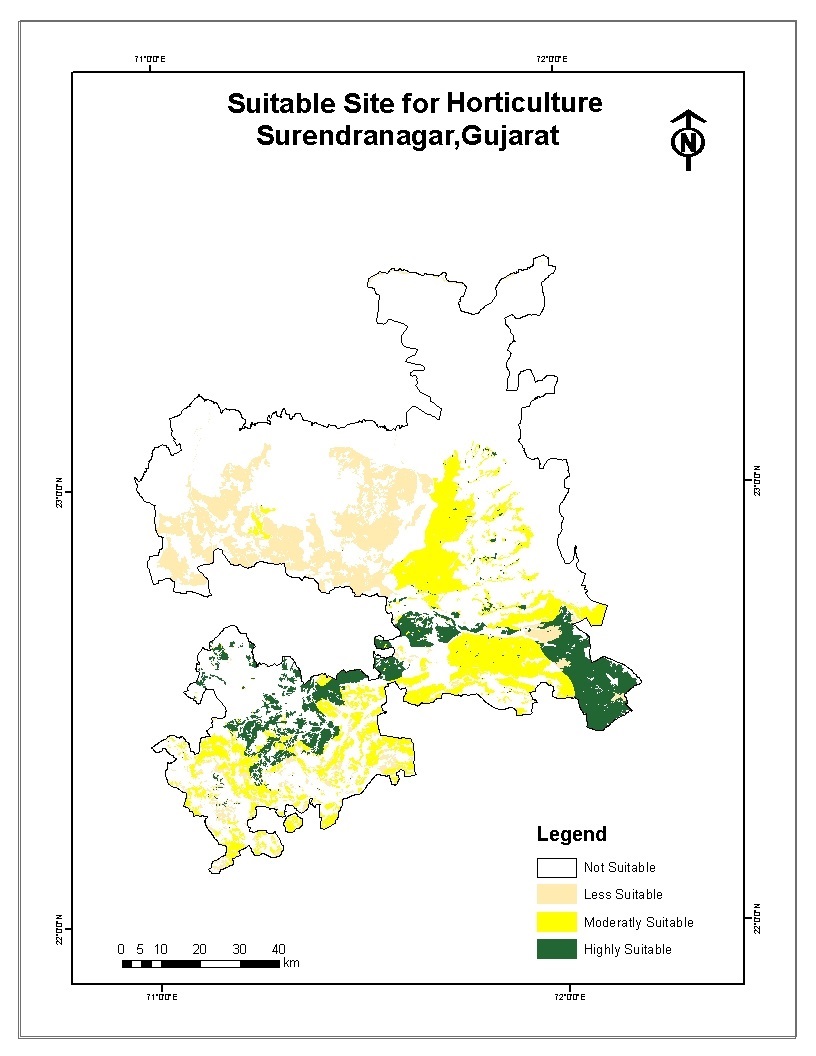 71°0'0"E 72°0'0"E
Suitable Site for Horticulture
Surendranagar,Gujarat
N
23°0'0"N 23°0'0"N
Legend
Not Suitable
Less Suitable
Moderatly Suitable
Highly Suitable
22°0'0"N 22°0'0"N
0 5 10 20 30 40
km
71°0'0"E 72°0'0"E